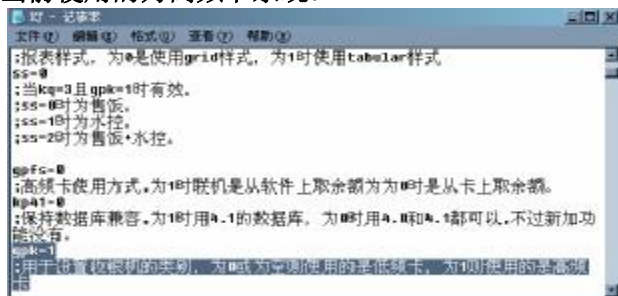 当前使用的为高频卡系统.
kf - 记事本
文件(F) 编辑(E) 格式(O) 查看(V) 帮助(H)
;报表样式，为0是使用grid样式，为1时使用tabular样式
ss=0
;当kq=3且gpk=1时有效。
;ss=0时为售饭。
;ss=1时为水控。
;ss=2时为售饭+水控。
gpfs=0
;高频卡使用方式.为1时联机是从软件上取余额为为0时是从卡上取余额。
kp41=0
;保持数据库兼容.为1时用4.1的数据库，为0时用4.0和4.1都可以.不过新加功
能没有.
gpk=1
;用于设置收银机的类别，为0或为空则使用的是低频卡，为1则使用的是高频
卡